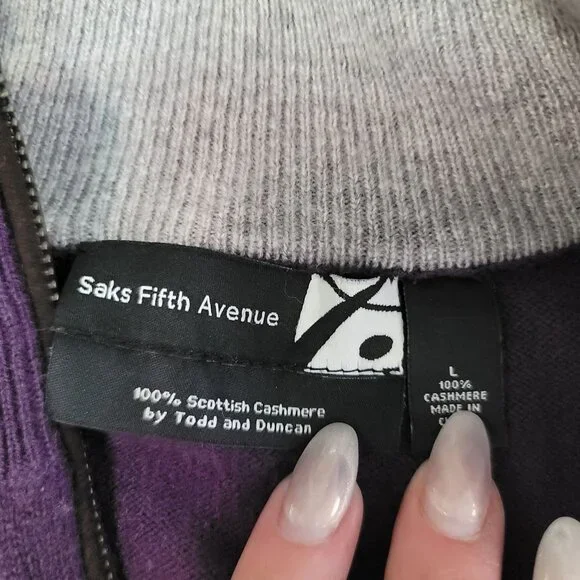 Saks Fifth Avenue
100% Scottish Cashmere
by Todd and Duncan
L
100%
CASHMERE
MADE IN